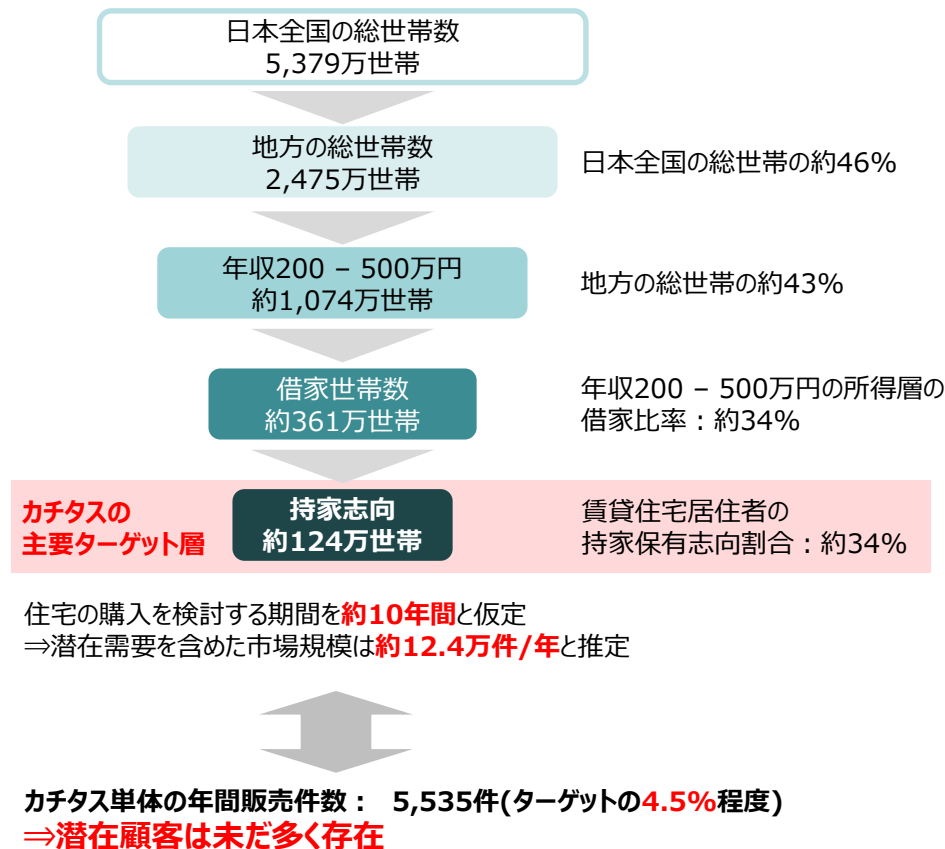 日本全国の総世帯数
5,379万世帯
地方の総世帯数
2,475万世帯
日本全国の総世帯の約46%
年収200 – 500万円
約1,074万世帯
地方の総世帯の約43%
借家世帯数
約361万世帯
年収200 – 500万円の所得層の
借家比率：約34%
カチタスの
主要ターゲット層
持家志向
約124万世帯
賃貸住宅居住者の
持家保有志向割合：約34%
住宅の購入を検討する期間を約10年間と仮定
⇒潜在需要を含めた市場規模は約12.4万件/年と推定
カチタス単体の年間販売件数： 5,535件(ターゲットの4.5%程度)
⇒潜在顧客は未だ多く存在